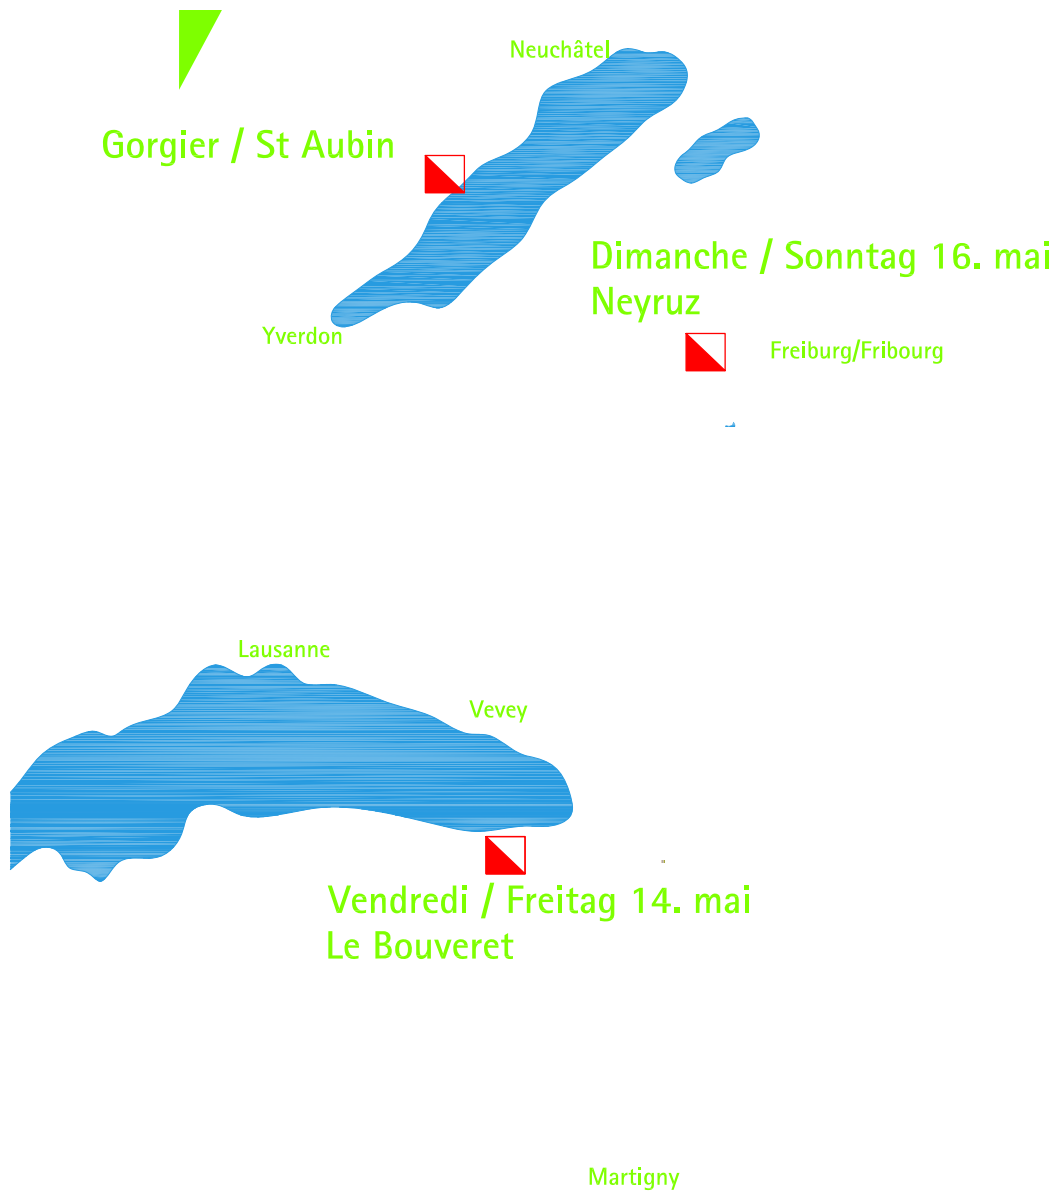 Neuchâtel
Gorgier / St Aubin
Dimanche / Sonntag 16. mai
Neyruz
Yverdon
Freiburg/Fribourg
Lausanne
Vevey
Vendredi / Freitag 14. mai
Le Bouveret
Martigny